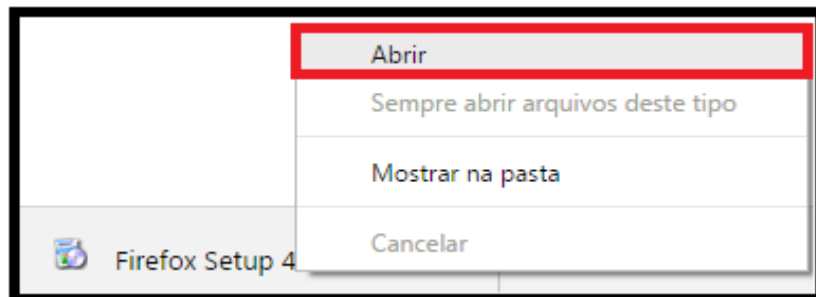 Abrir
Sempre abrir arquivos deste tipo
Mostrar na pasta
Cancelar
Firefox Setup 4